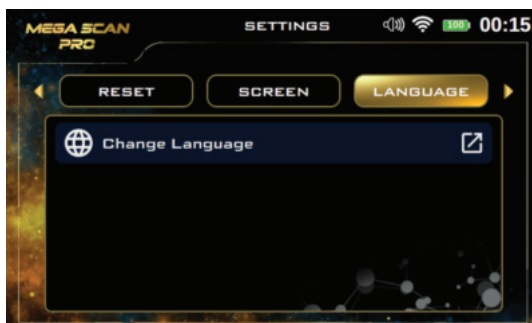 MEGA SCAN
PRO
SETTINGS
100
00:15
RESET
SCREEN
LANGUAGE
Change Language